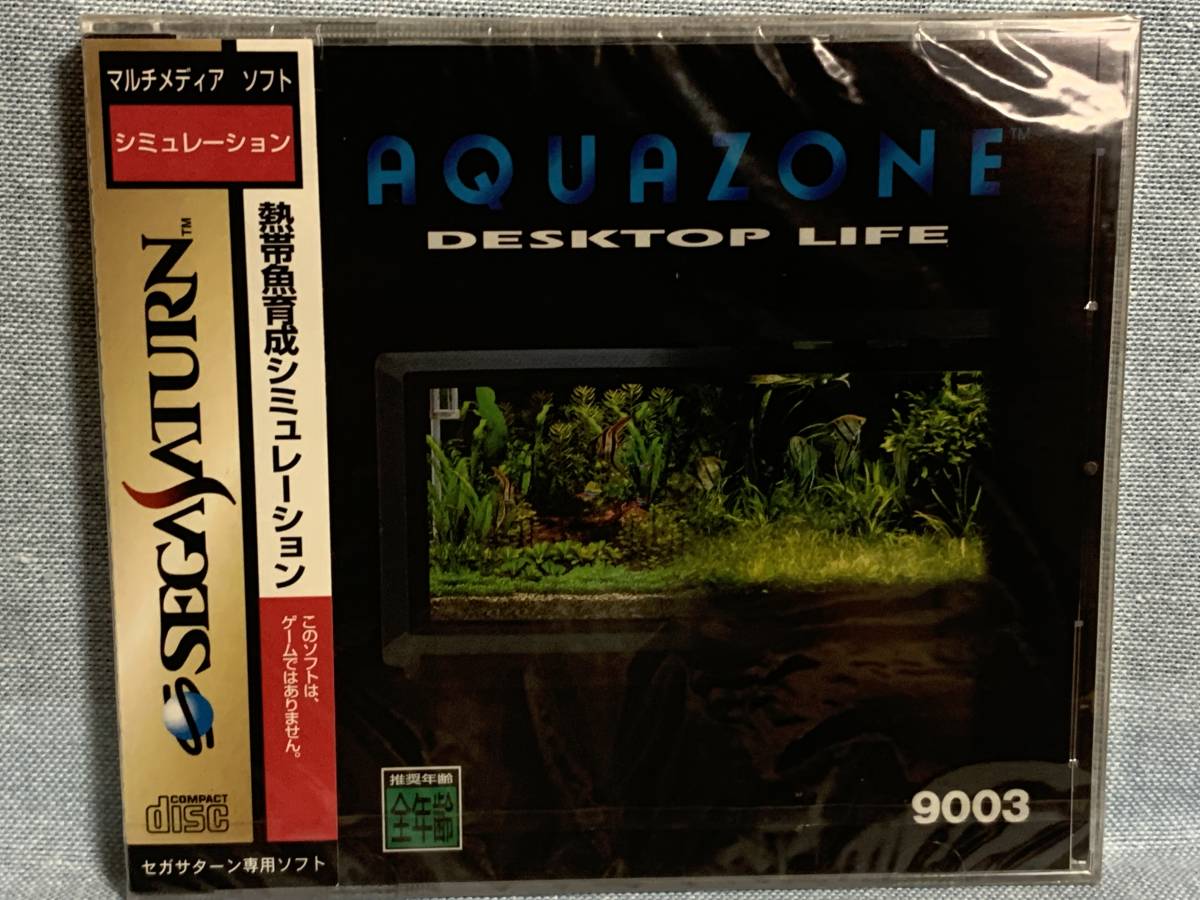 マルチメディア ソフト
シミュレーション
SEGA SATURN™
熱帯魚育成シミュレーション
このソフトは、
ゲームではありません。
COMPACT
disc
セガサターン専用ソフト
AQUAZONE™
DESKTOP LIFE
推奨年齢
全年齢
9003